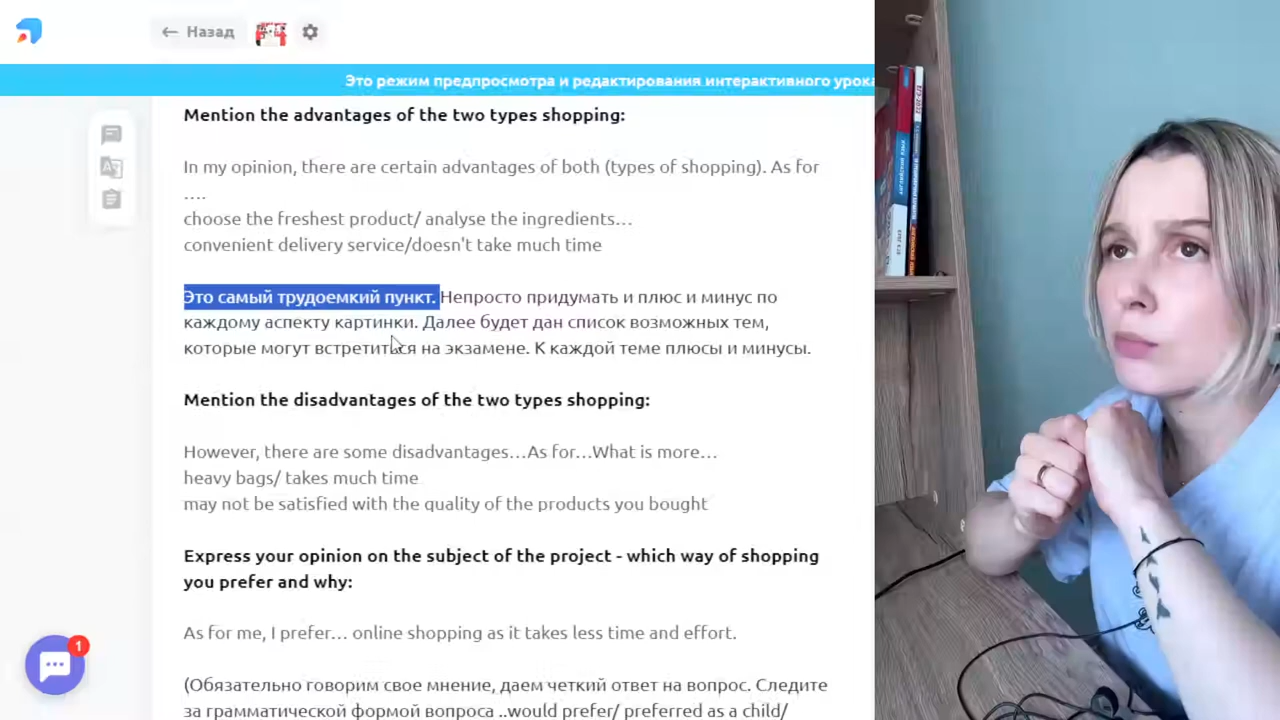 Назад
Это режим предпросмотра и редактирования интерактивного урока
Mention the advantages of the two types shopping:
In my opinion, there are certain advantages of both (types of shopping). As for
….
choose the freshest product/ analyse the ingredients…
convenient delivery service/doesn't take much time
Это самый трудоемкий пункт. Непросто придумать и плюс и минус по
каждому аспекту картинки. Далее будет дан список возможных тем,
которые могут встретиться на экзамене. К каждой теме плюсы и минусы.
Mention the disadvantages of the two types shopping:
However, there are some disadvantages…As for…What is more…
heavy bags/ takes much time
may not be satisfied with the quality of the products you bought
Express your opinion on the subject of the project - which way of shopping
you prefer and why:
As for me, I prefer… online shopping as it takes less time and effort.
(Обязательно говорим свое мнение, даем четкий ответ на вопрос. Следите
за грамматической формой вопроса ..would prefer/ preferred as a child/
1